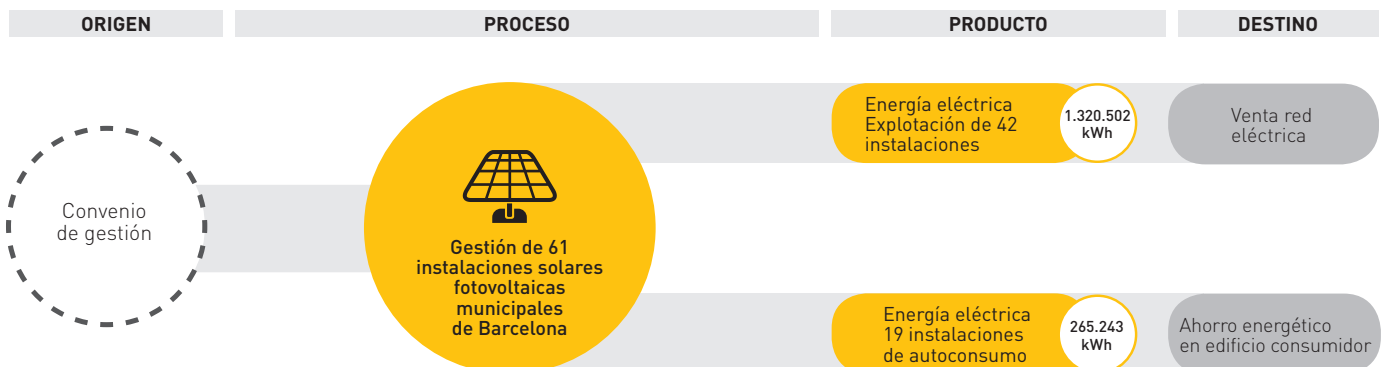 ORIGEN
PROCESO
PRODUCTO
DESTINO
Convenio
de gestión
Gestión de 61
instalaciones solares
fotovoltaicas
municipales
de Barcelona
Energía eléctrica
Explotación de 42
instalaciones
1.320.502
kWh
Venta red
eléctrica
Energía eléctrica
19 instalaciones
de autoconsumo
265.243
kWh
Ahorro energético
en edificio consumidor